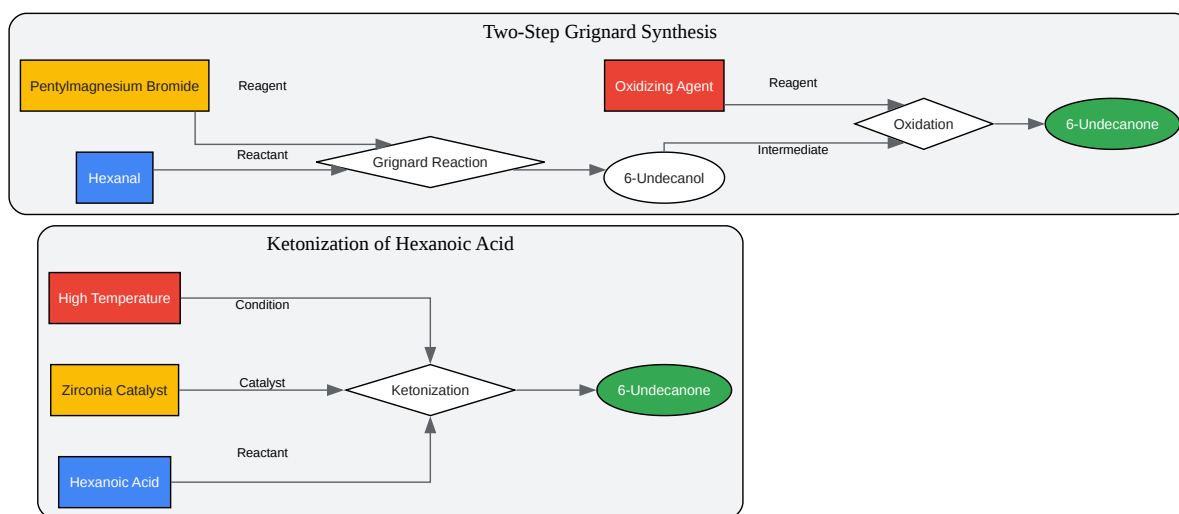 Two-Step Grignard Synthesis
Pentylmagnesium Bromide
Reagent
Oxidizing Agent
Reagent
Oxidation
6-Undecanone
Hexanal
Reactant
Grignard Reaction
6-Undecanol
Intermediate
Ketonization of Hexanoic Acid
High Temperature
Condition
Zirconia Catalyst
Catalyst
Ketonization
6-Undecanone
Hexanoic Acid
Reactant